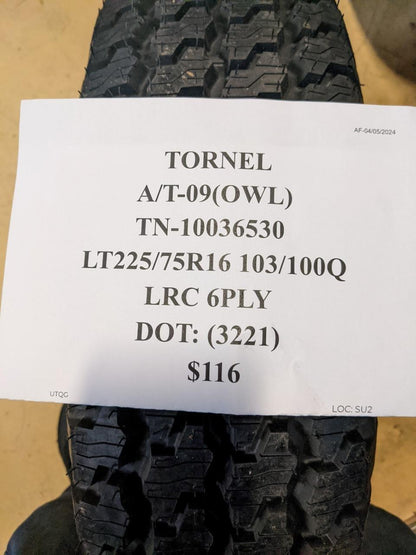 AF-04/05/2024
TORNEL
A/T-09(OWL)
TN-10036530
LT225/75R16 103/100Q
LRC 6PLY
DOT: (3221)
$116
UTQG
LOC: SU2